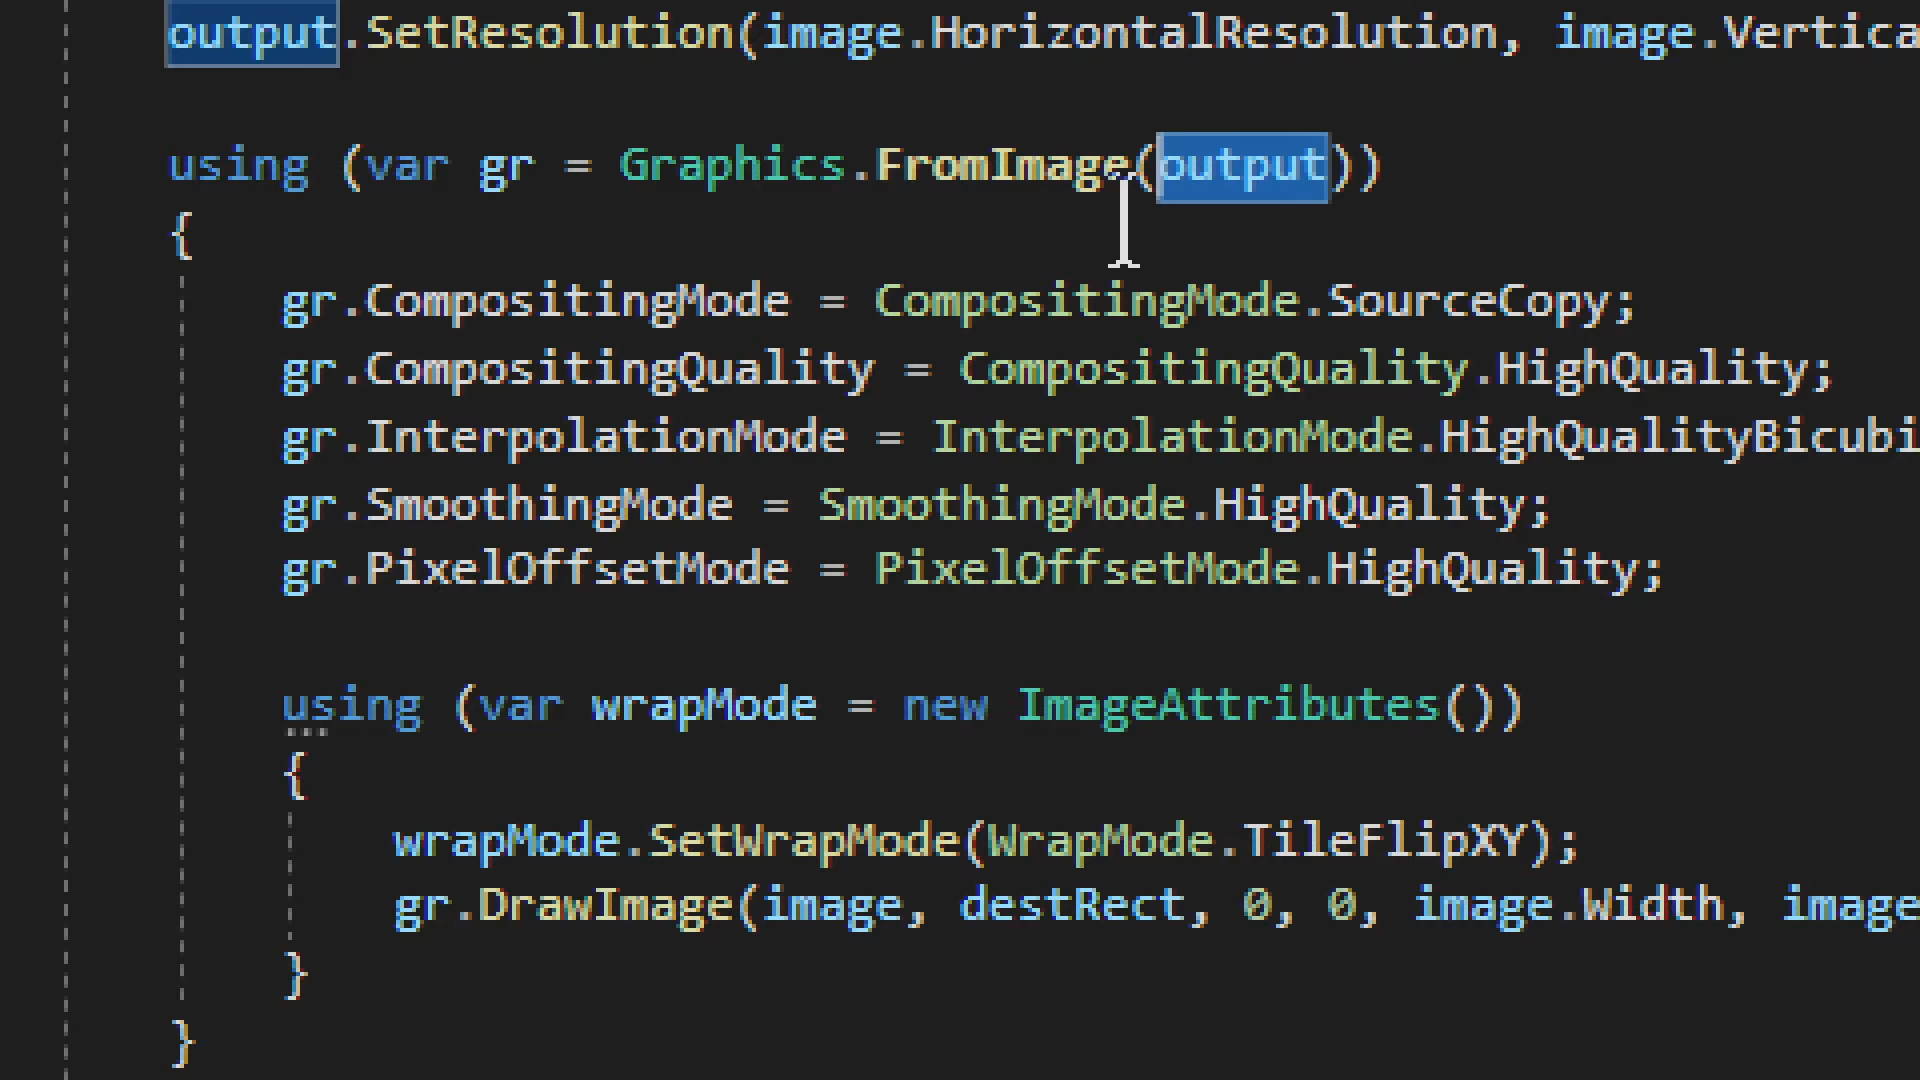 output.SetResolution(image.HorizontalResolution, image.Vertica
using (var gr = Graphics.FromImage(output))
{
gr.CompositingMode = CompositingMode.SourceCopy;
gr.CompositingQuality = CompositingQuality.HighQuality;
gr.InterpolationMode = InterpolationMode.HighQualityBicubi
gr.SmoothingMode = SmoothingMode.HighQuality;
gr.PixelOffsetMode = PixelOffsetMode.HighQuality;
using (var wrapMode = new ImageAttributes())
{
wrapMode.SetWrapMode(WrapMode.TileFlipXY);
gr.DrawImage(image, destRect, 0, 0, image.Width, image
}
}